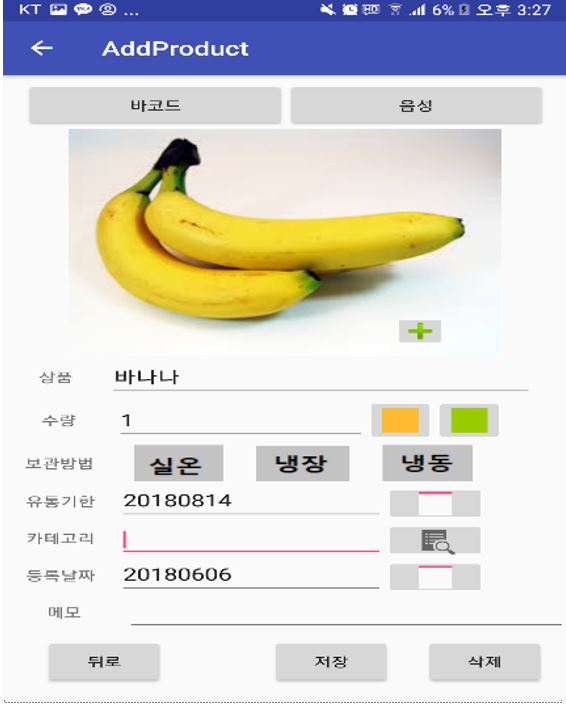 KT ... HD 6% 오후 3:27
AddProduct
바코드 음성
상품 바나나
수량 1
보관방법 실온 냉장 냉동
유통기한 20180814
카테고리
등록날짜 20180606
메모
뒤로 저장 삭제